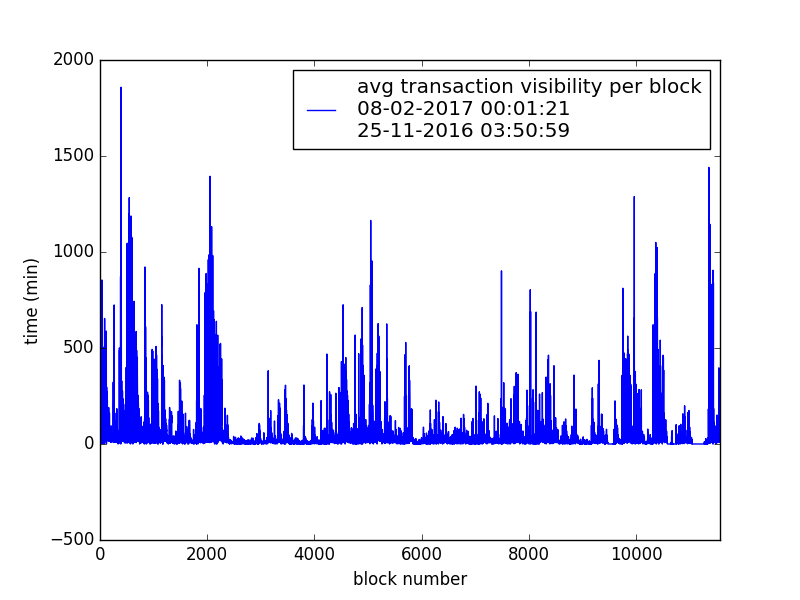 2000
1500
1000
500
0
−500
time (min)
avg transaction visibility per block
08-02-2017 00:01:21
25-11-2016 03:50:59
0 2000 4000 6000 8000 10000
block number